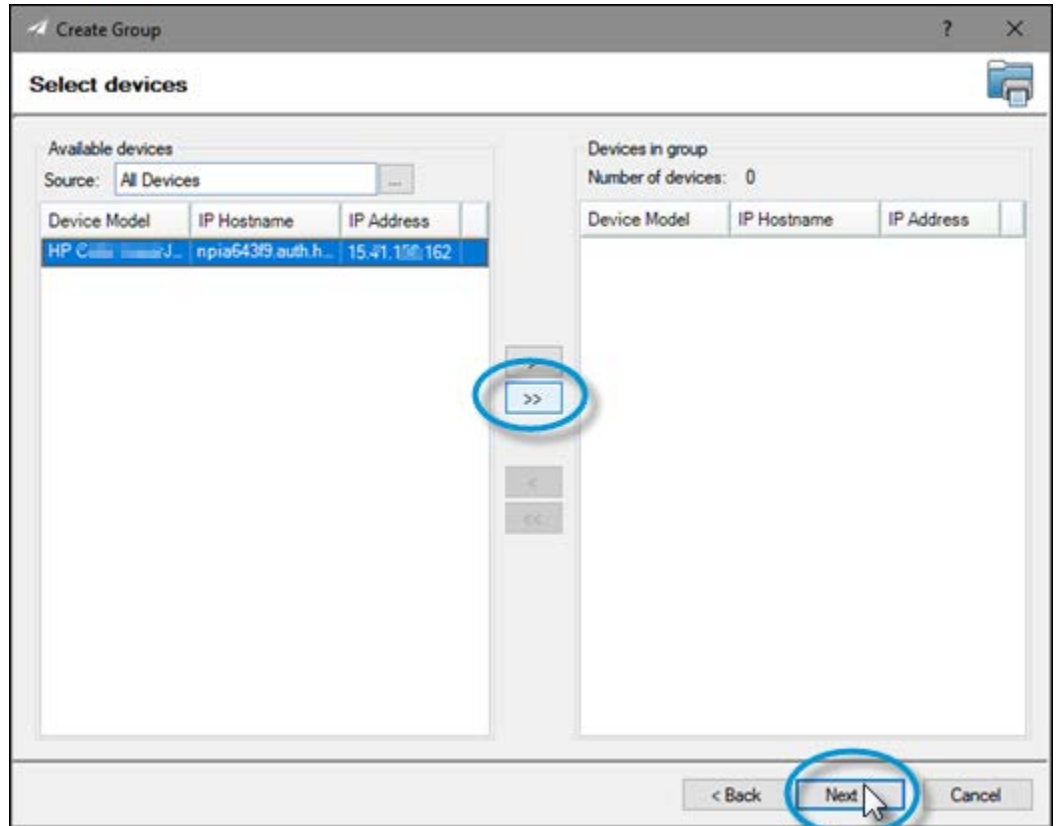 Create Group
?
Select devices
Available devices
Source: All Devices
...
Device Model IP Hostname IP Address
HP npia643f9.auth.h...
Devices in group
Number of devices: 0
Device Model IP Hostname IP Address
>
>>
<
<<
< Back Next Cancel